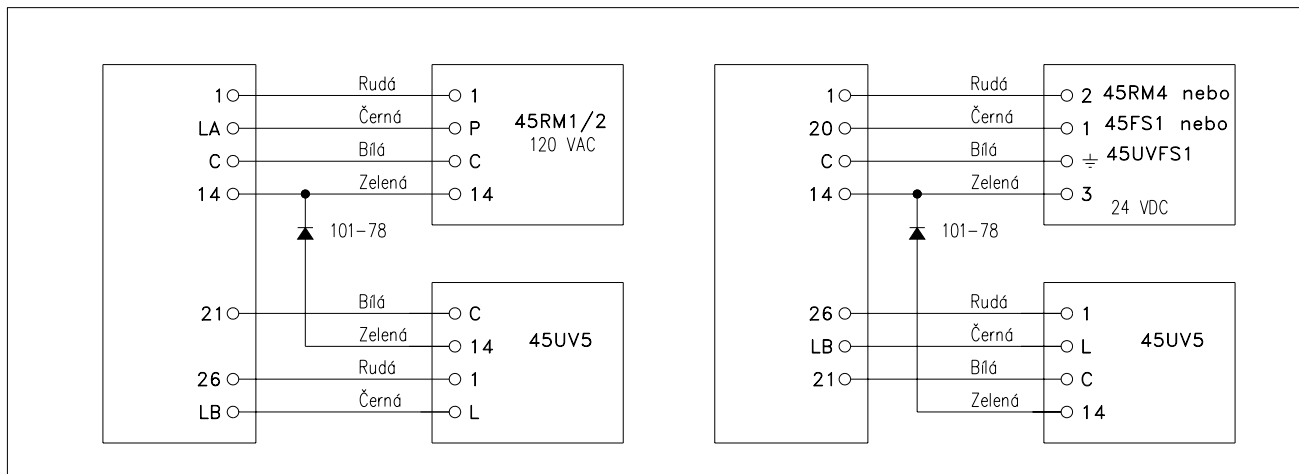 1 Rudá 1
LA Černá P
C Bílá C
14 Zelená 14
45RM1/2
120 VAC
101-78
21 Bílá C
Zelená 14
26 Rudá 1
LB Černá L
45UV5
1 Rudá 2 45RM4 nebo
20 Černá 1 45FS1 nebo
C Bílá 45UVFS1
14 Zelená 3
24 VDC
101-78
26 Rudá 1
LB Černá L
21 Bílá C
Zelená 14
45UV5